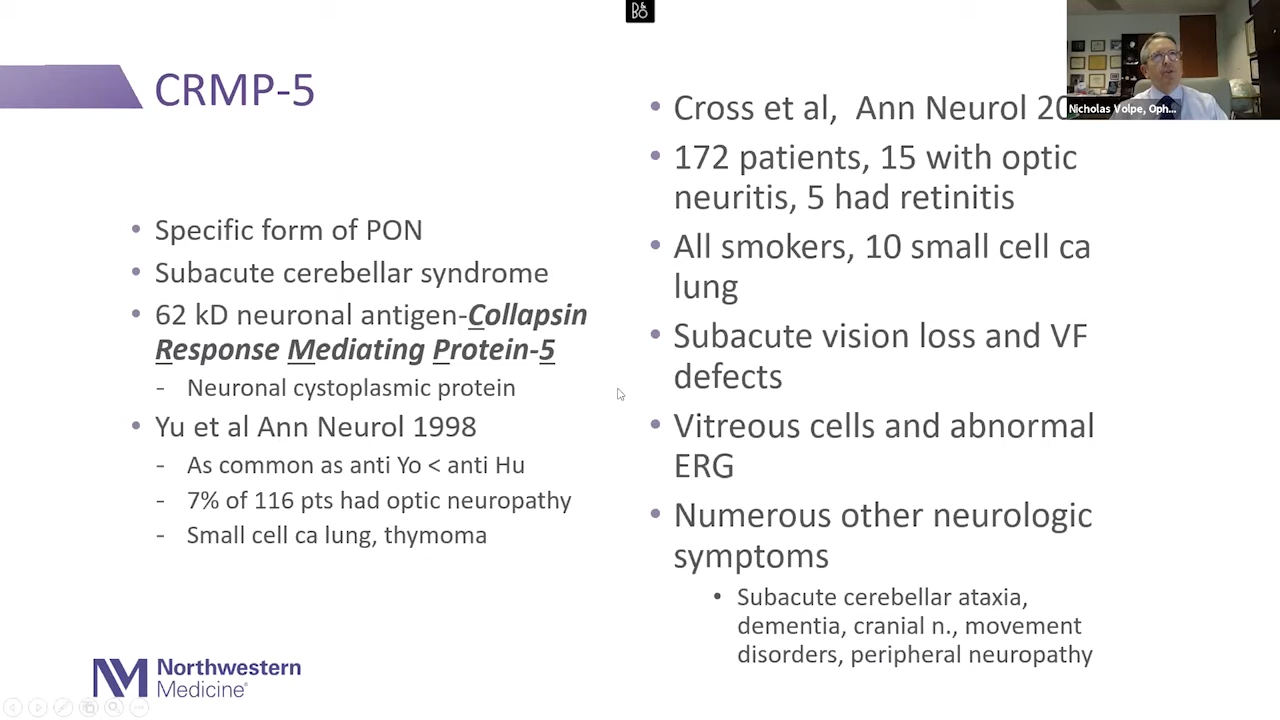 CRMP-5
• Specific form of PON
• Subacute cerebellar syndrome
• 62 kD neuronal antigen-Collapsin
Response Mediating Protein-5
- Neuronal cystoplasmic protein
• Yu et al Ann Neurol 1998
- As common as anti Yo < anti Hu
- 7% of 116 pts had optic neuropathy
- Small cell ca lung, thymoma
• Cross et al, Ann Neurol 20
• 172 patients, 15 with optic
neuritis, 5 had retinitis
• All smokers, 10 small cell ca
lung
• Subacute vision loss and VF
defects
• Vitreous cells and abnormal
ERG
• Numerous other neurologic
symptoms
• Subacute cerebellar ataxia,
dementia, cranial n., movement
disorders, peripheral neuropathy
Nicholas Volpe, Oph...
Northwestern
Medicine®